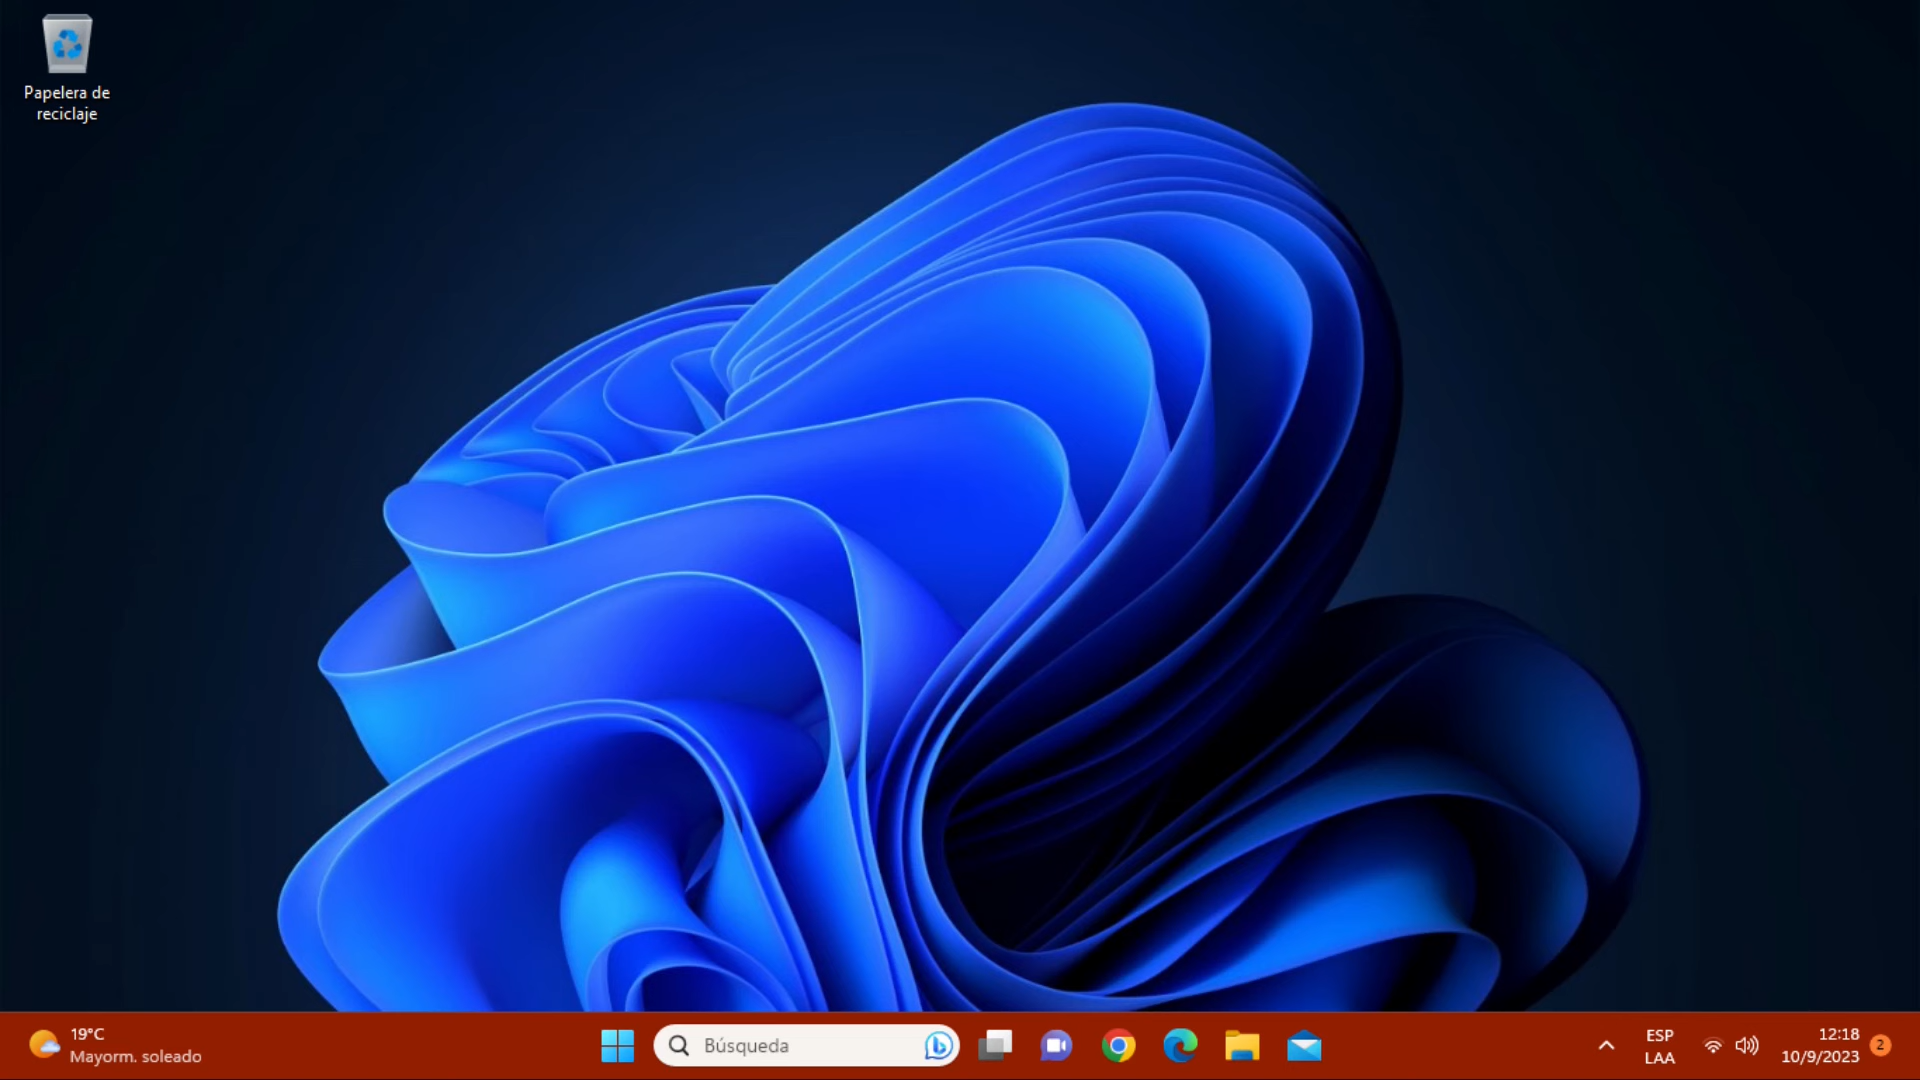 Papelera de
reciclaje
19°C
Mayorm. soleado
Búsqueda
ESP
LAA
12:18
10/9/2023
2